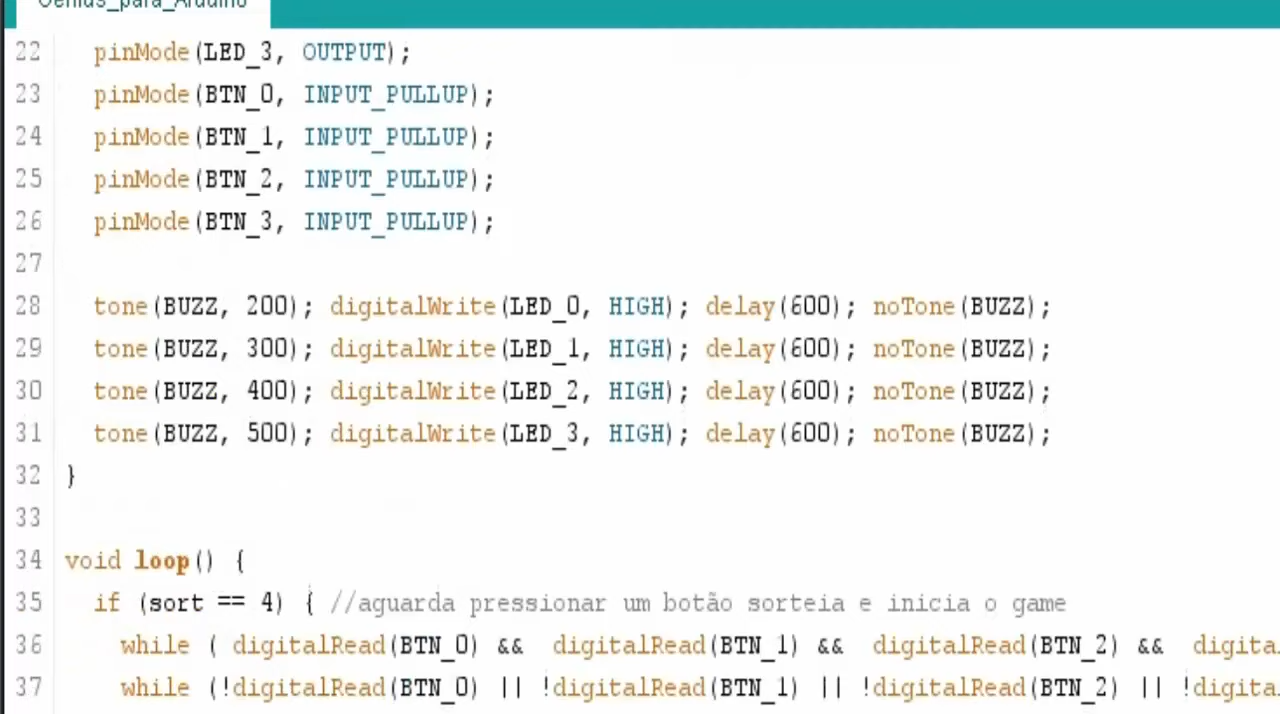 Genius_para_Arduino
22 pinMode(LED_3, OUTPUT);
23 pinMode(BTN_0, INPUT_PULLUP);
24 pinMode(BTN_1, INPUT_PULLUP);
25 pinMode(BTN_2, INPUT_PULLUP);
26 pinMode(BTN_3, INPUT_PULLUP);
27
28 tone(BUZZ, 200); digitalWrite(LED_0, HIGH); delay(600); noTone(BUZZ);
29 tone(BUZZ, 300); digitalWrite(LED_1, HIGH); delay(600); noTone(BUZZ);
30 tone(BUZZ, 400); digitalWrite(LED_2, HIGH); delay(600); noTone(BUZZ);
31 tone(BUZZ, 500); digitalWrite(LED_3, HIGH); delay(600); noTone(BUZZ);
32 }
33
34 void loop() {
35 if (sort == 4) { //aguarda pressionar um botão sorteia e inicia o game
36 while ( digitalRead(BTN_0) && digitalRead(BTN_1) && digitalRead(BTN_2) && digita
37 while (!digitalRead(BTN_0) || !digitalRead(BTN_1) || !digitalRead(BTN_2) || !digita